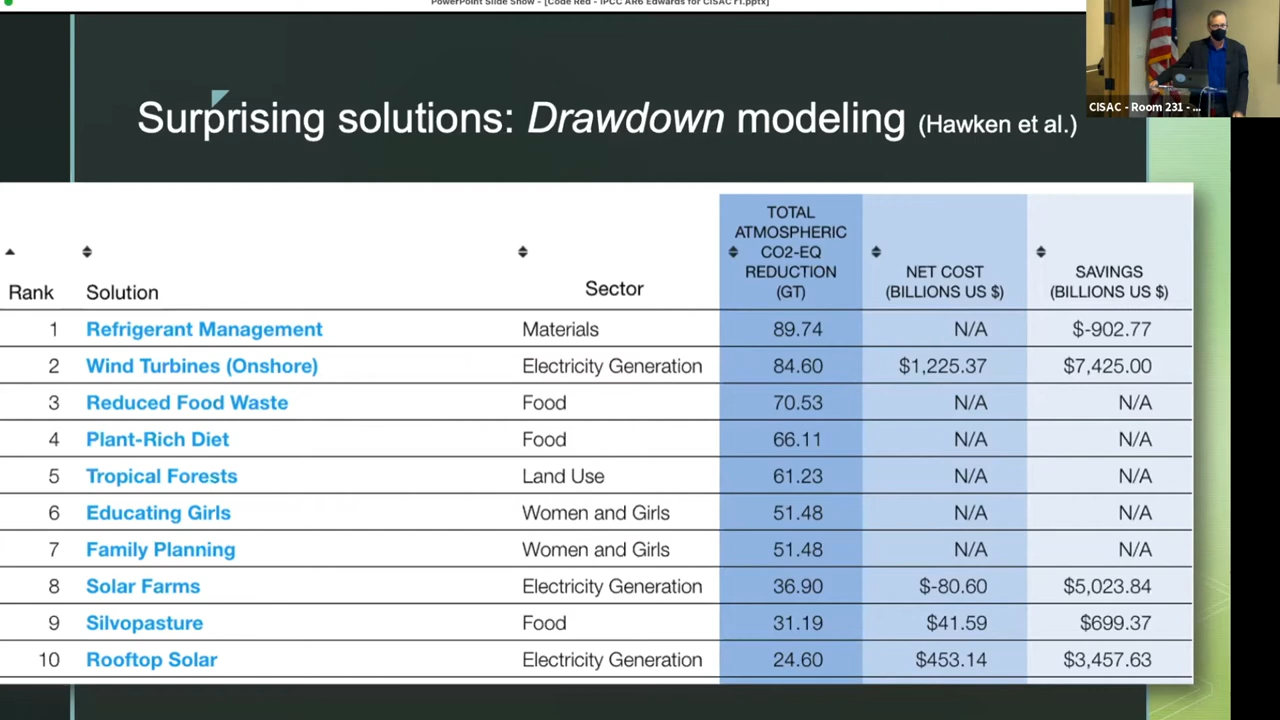 PowerPoint Slide Show - [Code Red - IPCC AR6 Edwards for CISAC r1.pptx]
CISAC - Room 231 - ...
Surprising solutions: Drawdown modeling (Hawken et al.)
Rank Solution Sector TOTAL ATMOSPHERIC CO2-EQ REDUCTION (GT) NET COST (BILLIONS US $) SAVINGS (BILLIONS US $)
1 Refrigerant Management Materials 89.74 N/A $-902.77
2 Wind Turbines (Onshore) Electricity Generation 84.60 $1,225.37 $7,425.00
3 Reduced Food Waste Food 70.53 N/A N/A
4 Plant-Rich Diet Food 66.11 N/A N/A
5 Tropical Forests Land Use 61.23 N/A N/A
6 Educating Girls Women and Girls 51.48 N/A N/A
7 Family Planning Women and Girls 51.48 N/A N/A
8 Solar Farms Electricity Generation 36.90 $-80.60 $5,023.84
9 Silvopasture Food 31.19 $41.59 $699.37
10 Rooftop Solar Electricity Generation 24.60 $453.14 $3,457.63